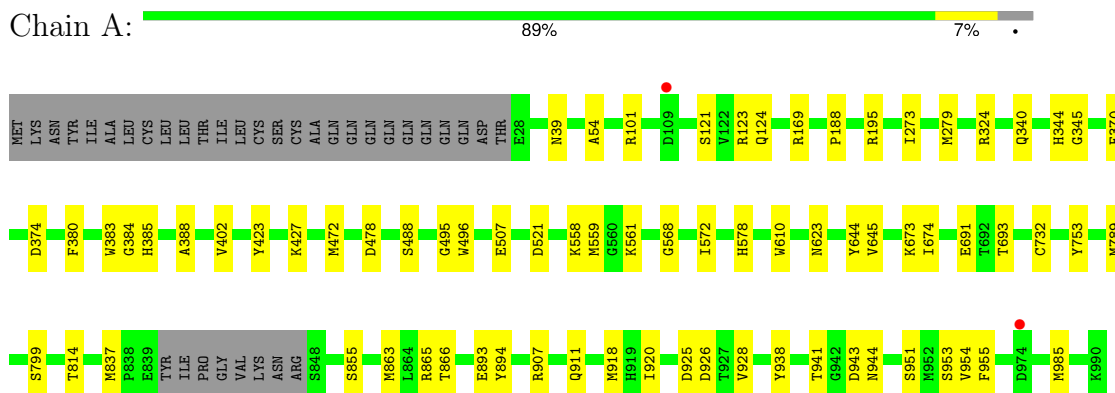 Chain A:
89% 7% •
MET LYS ASN TYR ILE ALA LEU CYS LEU LEU THR ILE LEU CYS SER CYS ALA GLN GLN GLN GLN GLN GLN GLN ASP THR E28 N39 A54 R101 D109 S121 V122 R123 Q124 R169 P188 R195 I273 M279 R324 Q340 H344 G345
D374 F380 W383 G384 H385 A388 V402 Y423 K427 M472 D478 S488 G495 W496 E507 D521 K558 M559 G560 K561 G568 I572 H578 W610 N623 Y644 V645 K673 I674 E691 T692 T693 C732 Y753
S799 T814 M837 P838 E839 TYR ILE PRO GLY VAL LYS ASN ARG S848 S855 M863 L864 R865 T866 E893 Y894 R907 Q911 M918 H919 I920 D925 D926 T927 V928 Y938 T941 G942 D943 N944 S951 M952 S953 V954 F955 D974 M985 K990